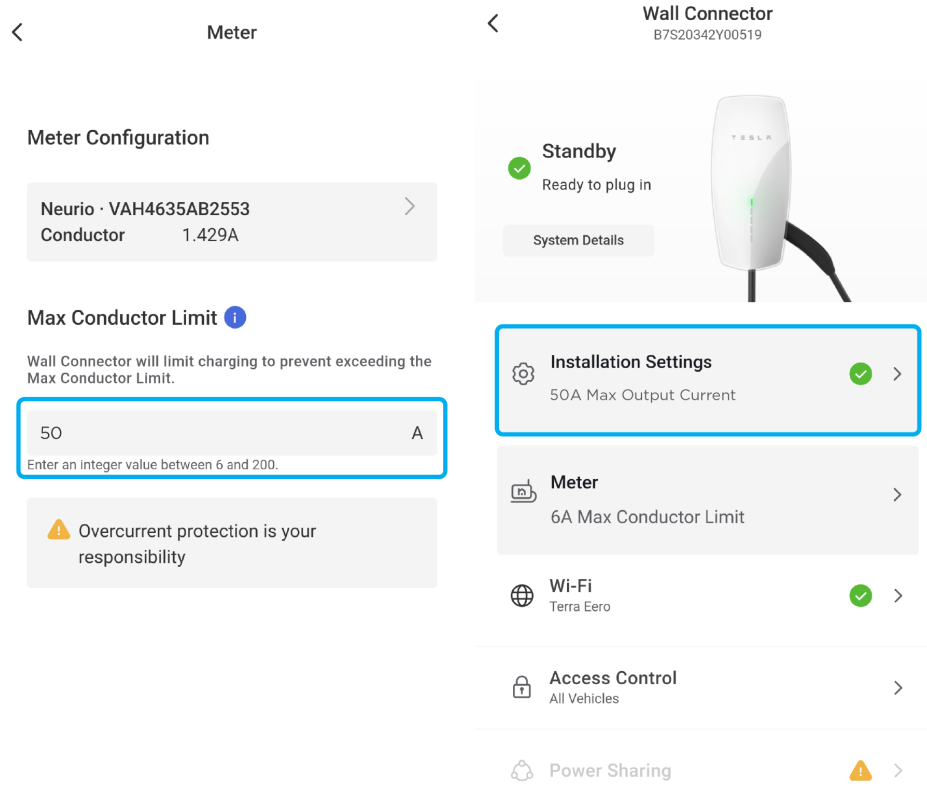 Meter
Meter Configuration
Neurio · VAH4635AB2553
Conductor 1.429A
Max Conductor Limit
Wall Connector will limit charging to prevent exceeding the
Max Conductor Limit.
50 A
Enter an integer value between 6 and 200.
Overcurrent protection is your
responsibility
Wall Connector
B7S20342Y00519
Standby
Ready to plug in
System Details
TESLA
Installation Settings
50A Max Output Current
Meter
6A Max Conductor Limit
Wi-Fi
Terra Eero
Access Control
All Vehicles
Power Sharing